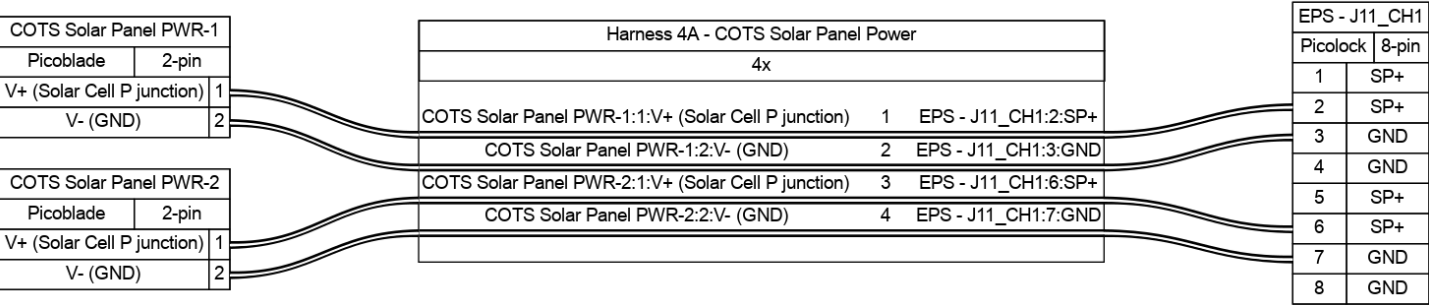 COTS Solar Panel PWR-1
Picoblade 2-pin
V+ (Solar Cell P junction) 1
V- (GND) 2
COTS Solar Panel PWR-2
Picoblade 2-pin
V+ (Solar Cell P junction) 1
V- (GND) 2
Harness 4A - COTS Solar Panel Power
4x
COTS Solar Panel PWR-1:1:V+ (Solar Cell P junction) 1 EPS - J11_CH1:2:SP+
COTS Solar Panel PWR-1:2:V- (GND) 2 EPS - J11_CH1:3:GND
COTS Solar Panel PWR-2:1:V+ (Solar Cell P junction) 3 EPS - J11_CH1:6:SP+
COTS Solar Panel PWR-2:2:V- (GND) 4 EPS - J11_CH1:7:GND
EPS - J11_CH1
Picolock 8-pin
1 SP+
2 SP+
3 GND
4 GND
5 SP+
6 SP+
7 GND
8 GND